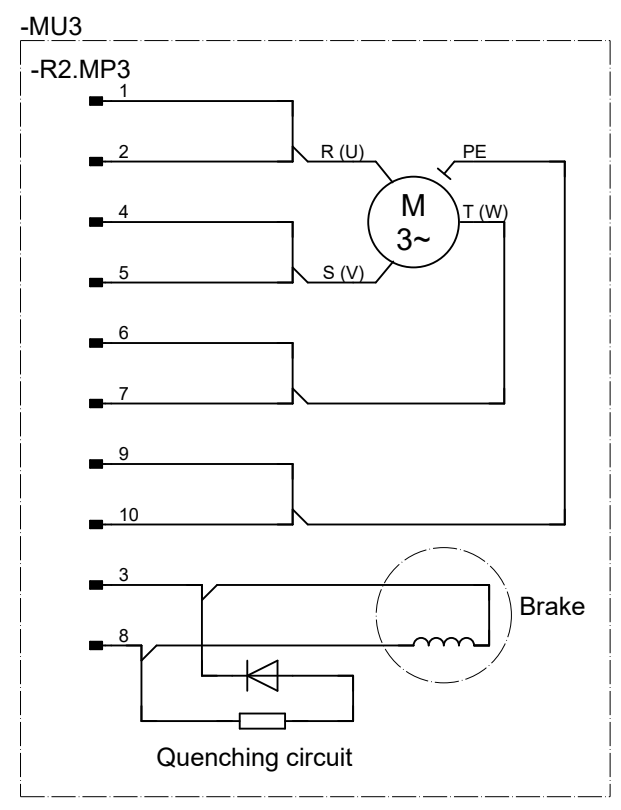 -MU3
-R2.MP3
1
2
R (U)
PE
4
M
3~
T (W)
5
S (V)
6
7
9
10
3
Brake
8
Quenching circuit